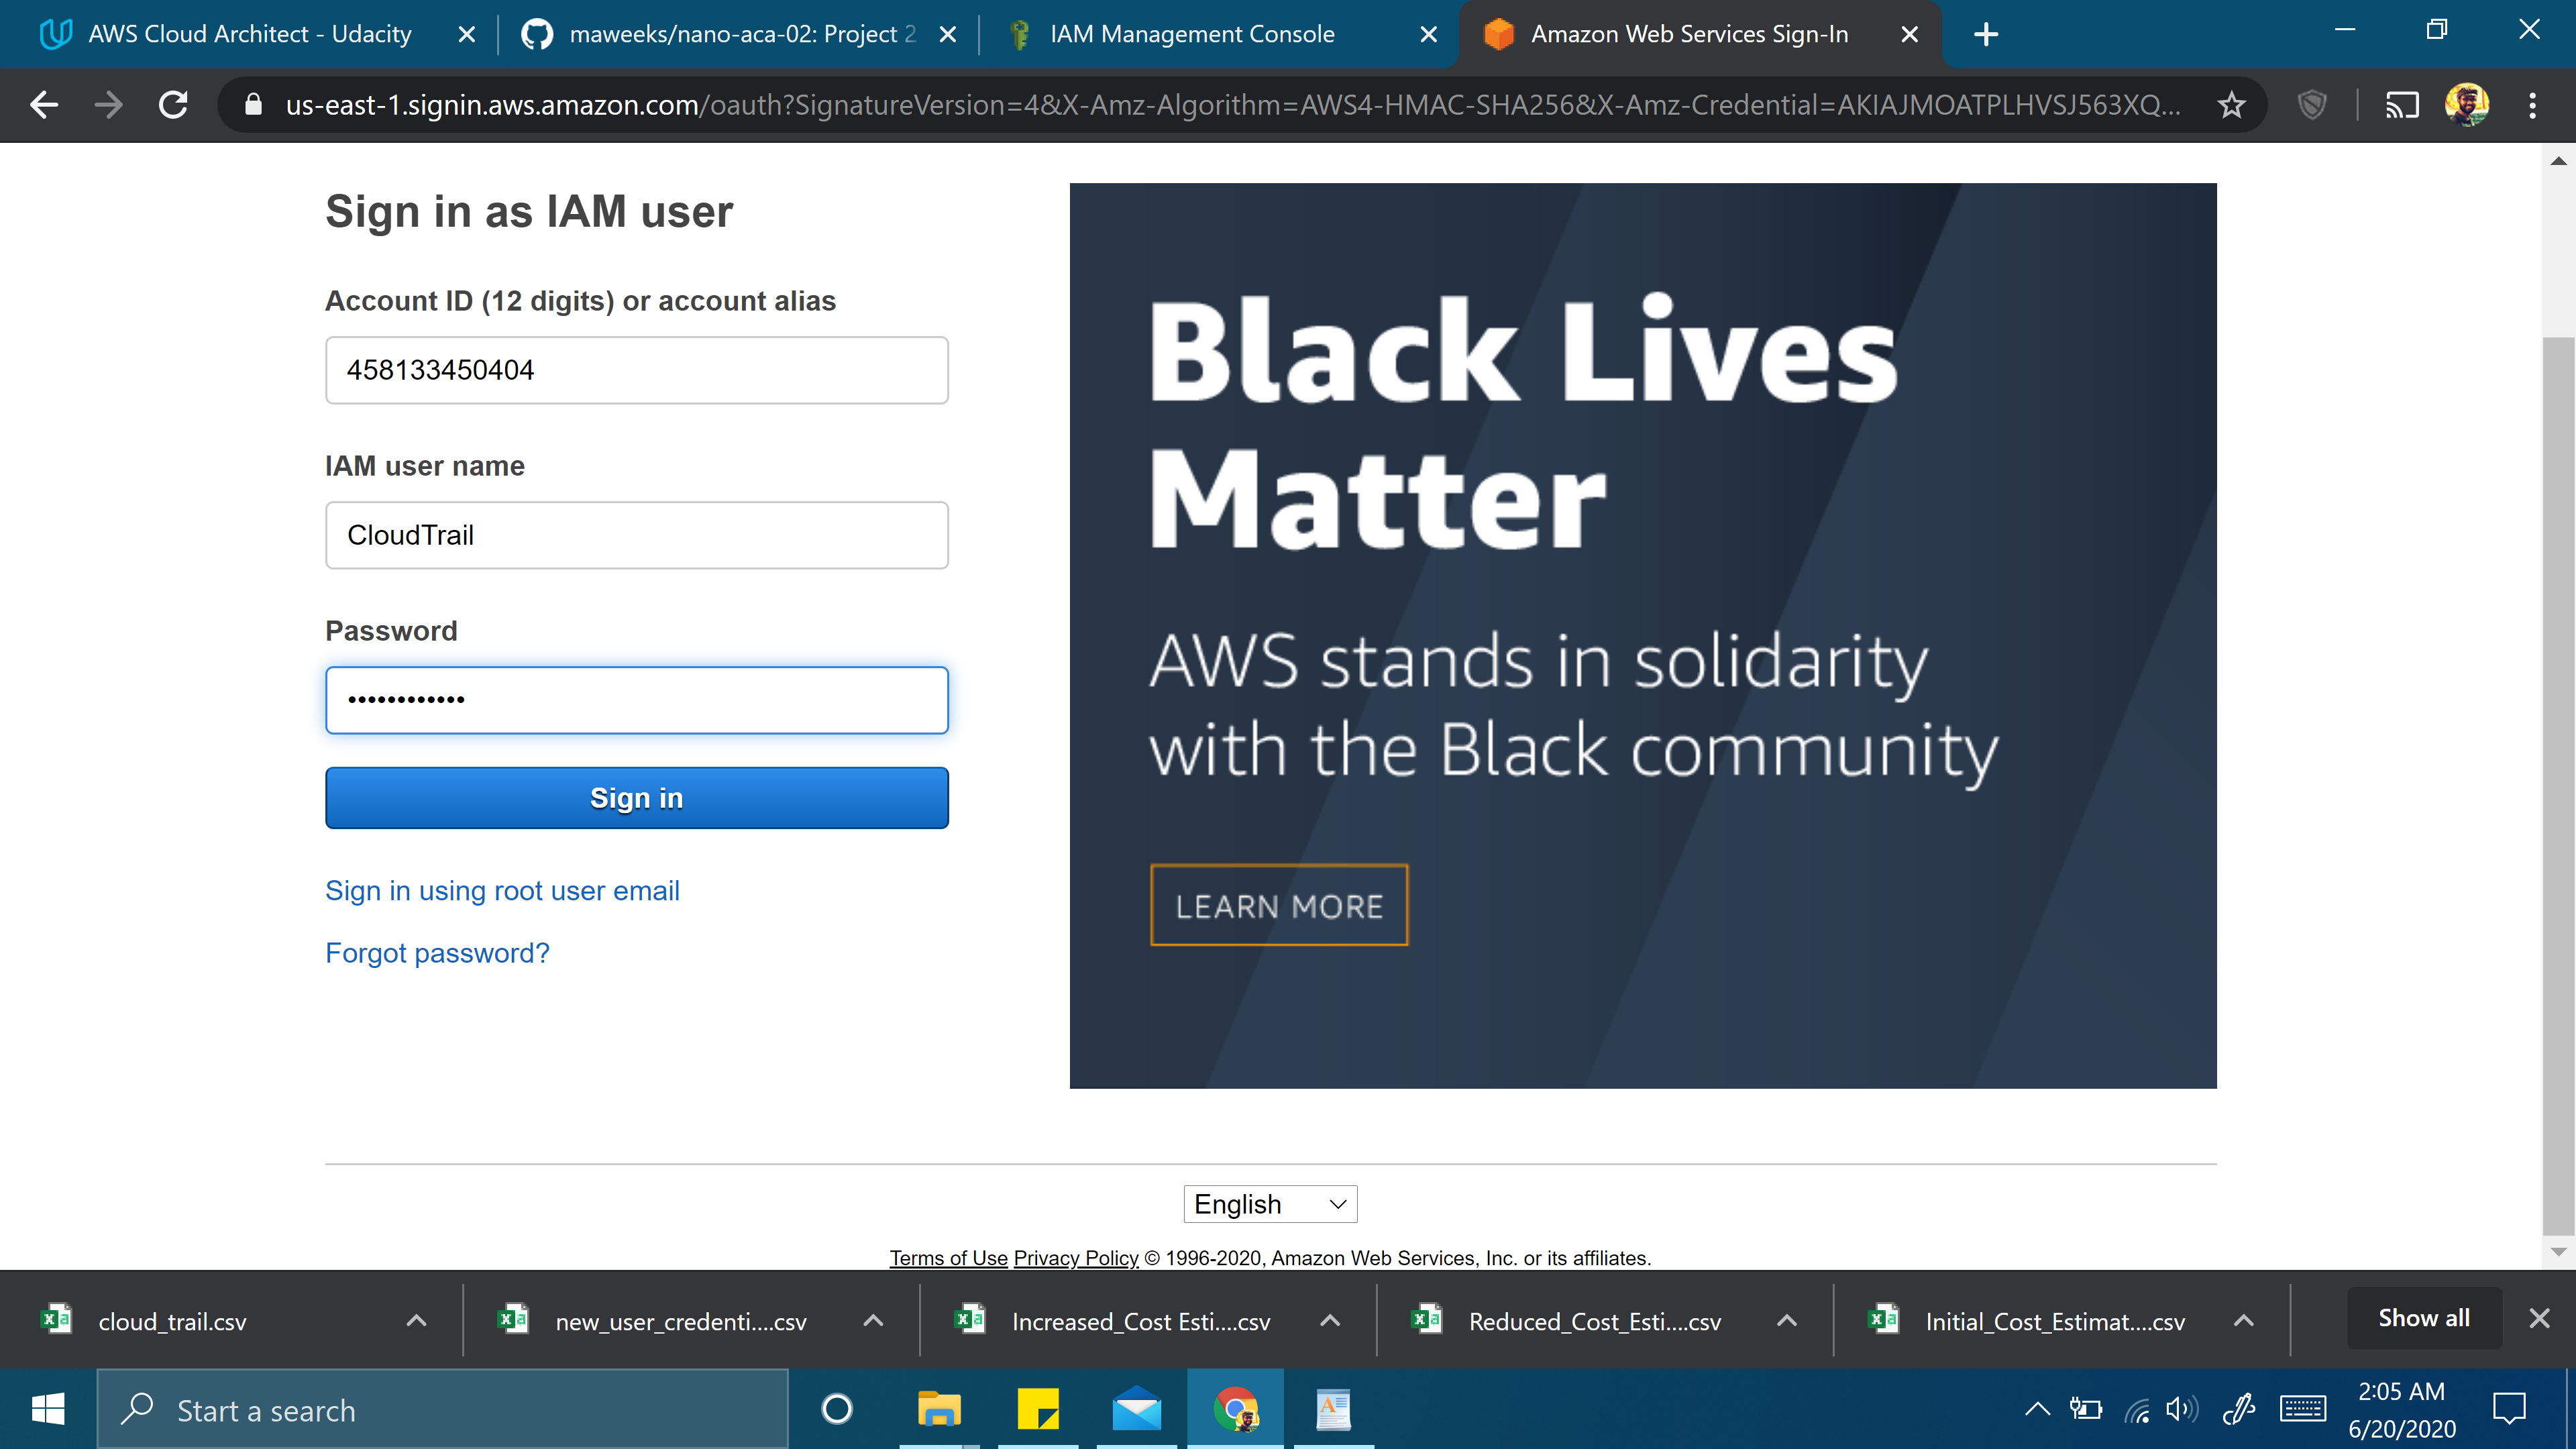 AWS Cloud Architect - Udacity
maweeks/nano-aca-02: Project 2
IAM Management Console
Amazon Web Services Sign-In
us-east-1.signin.aws.amazon.com/oauth?SignatureVersion=4&X-Amz-Algorithm=AWS4-HMAC-SHA256&X-Amz-Credential=AKIAJMOATPLHVSJ563XQ...
Sign in as IAM user
Account ID (12 digits) or account alias
458133450404
IAM user name
CloudTrail
Password
••••••••••••
Sign in
Sign in using root user email
Forgot password?
Black Lives
Matter
AWS stands in solidarity
with the Black community
LEARN MORE
English
Terms of Use Privacy Policy © 1996-2020, Amazon Web Services, Inc. or its affiliates.
cloud_trail.csv
new_user_credenti....csv
Increased_Cost Esti....csv
Reduced_Cost_Esti....csv
Initial_Cost_Estimat....csv
Show all
Start a search
2:05 AM
6/20/2020